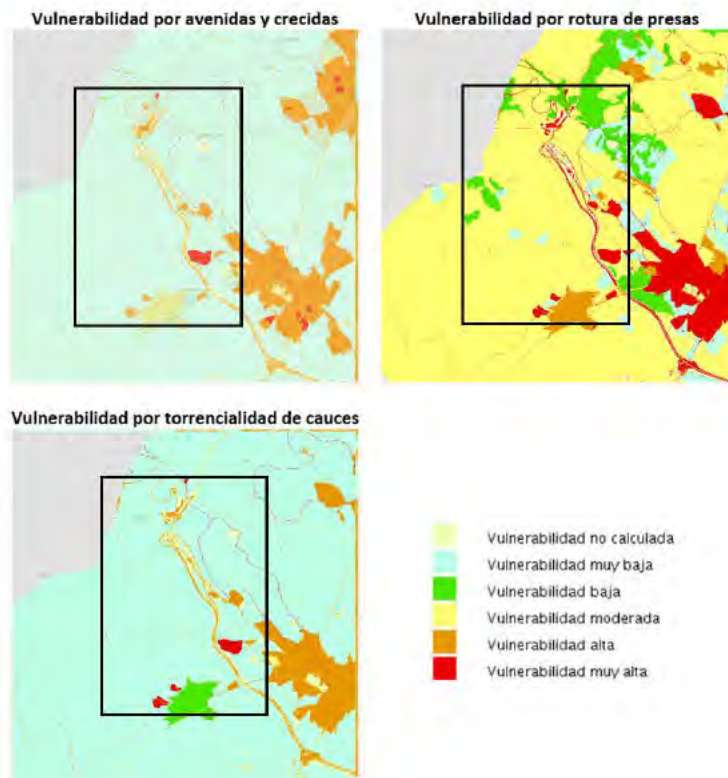 Vulnerabilidad por avenidas y crecidas
Vulnerabilidad por rotura de presas
Vulnerabilidad por torrencialidad de cauces
Vulnerabilidad no calculada
Vulnerabilidad muy baja
Vulnerabilidad baja
Vulnerabilidad moderada
Vulnerabilidad alta
Vulnerabilidad muy alta